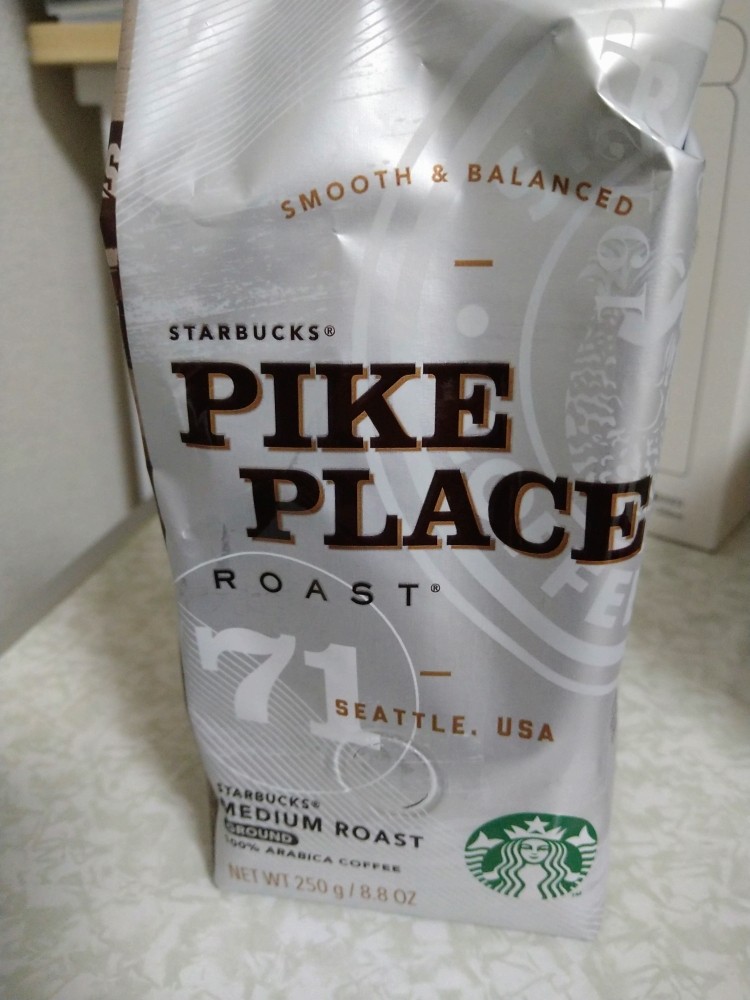 SMOOTH & BALANCED
STARBUCKS®
PIKE
PLACE
ROAST®
71
SEATTLE, USA
STARBUCKS®
MEDIUM ROAST
GROUND
100% ARABICA COFFEE
NET WT 250 g / 8.8 OZ